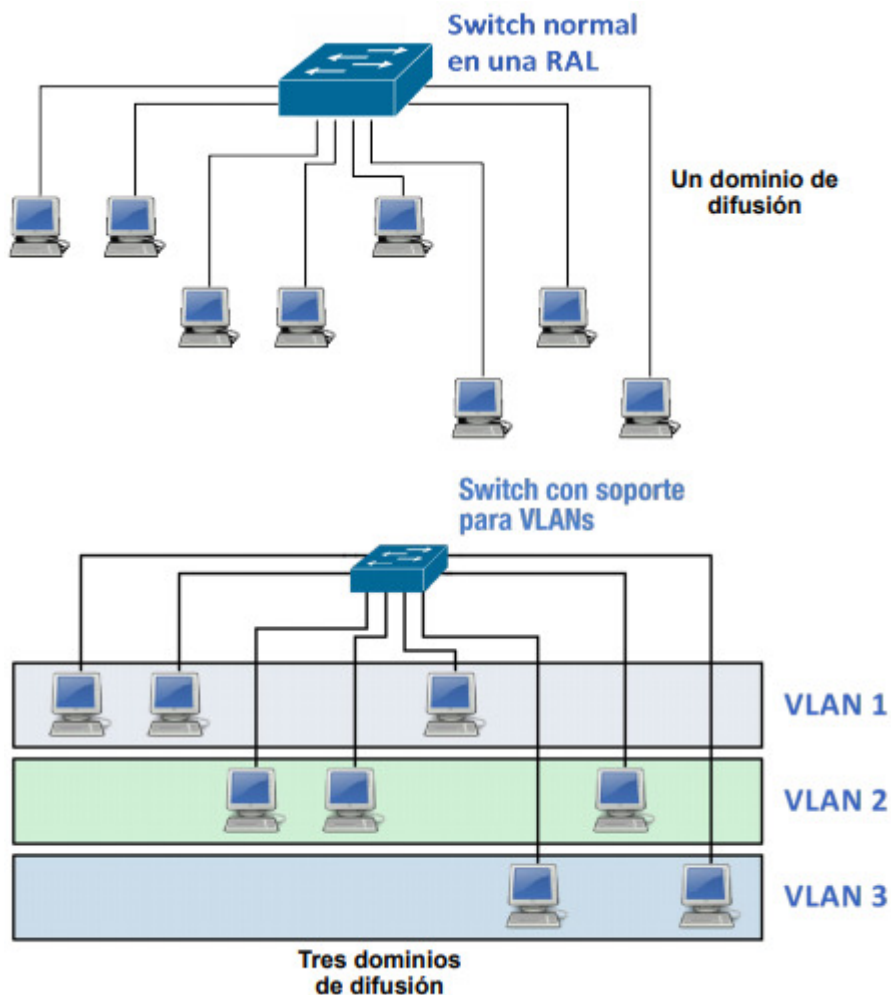 Switch normal
en una RAL
Un dominio de
difusión
Switch con soporte
para VLANs
VLAN 1
VLAN 2
VLAN 3
Tres dominios
de difusión